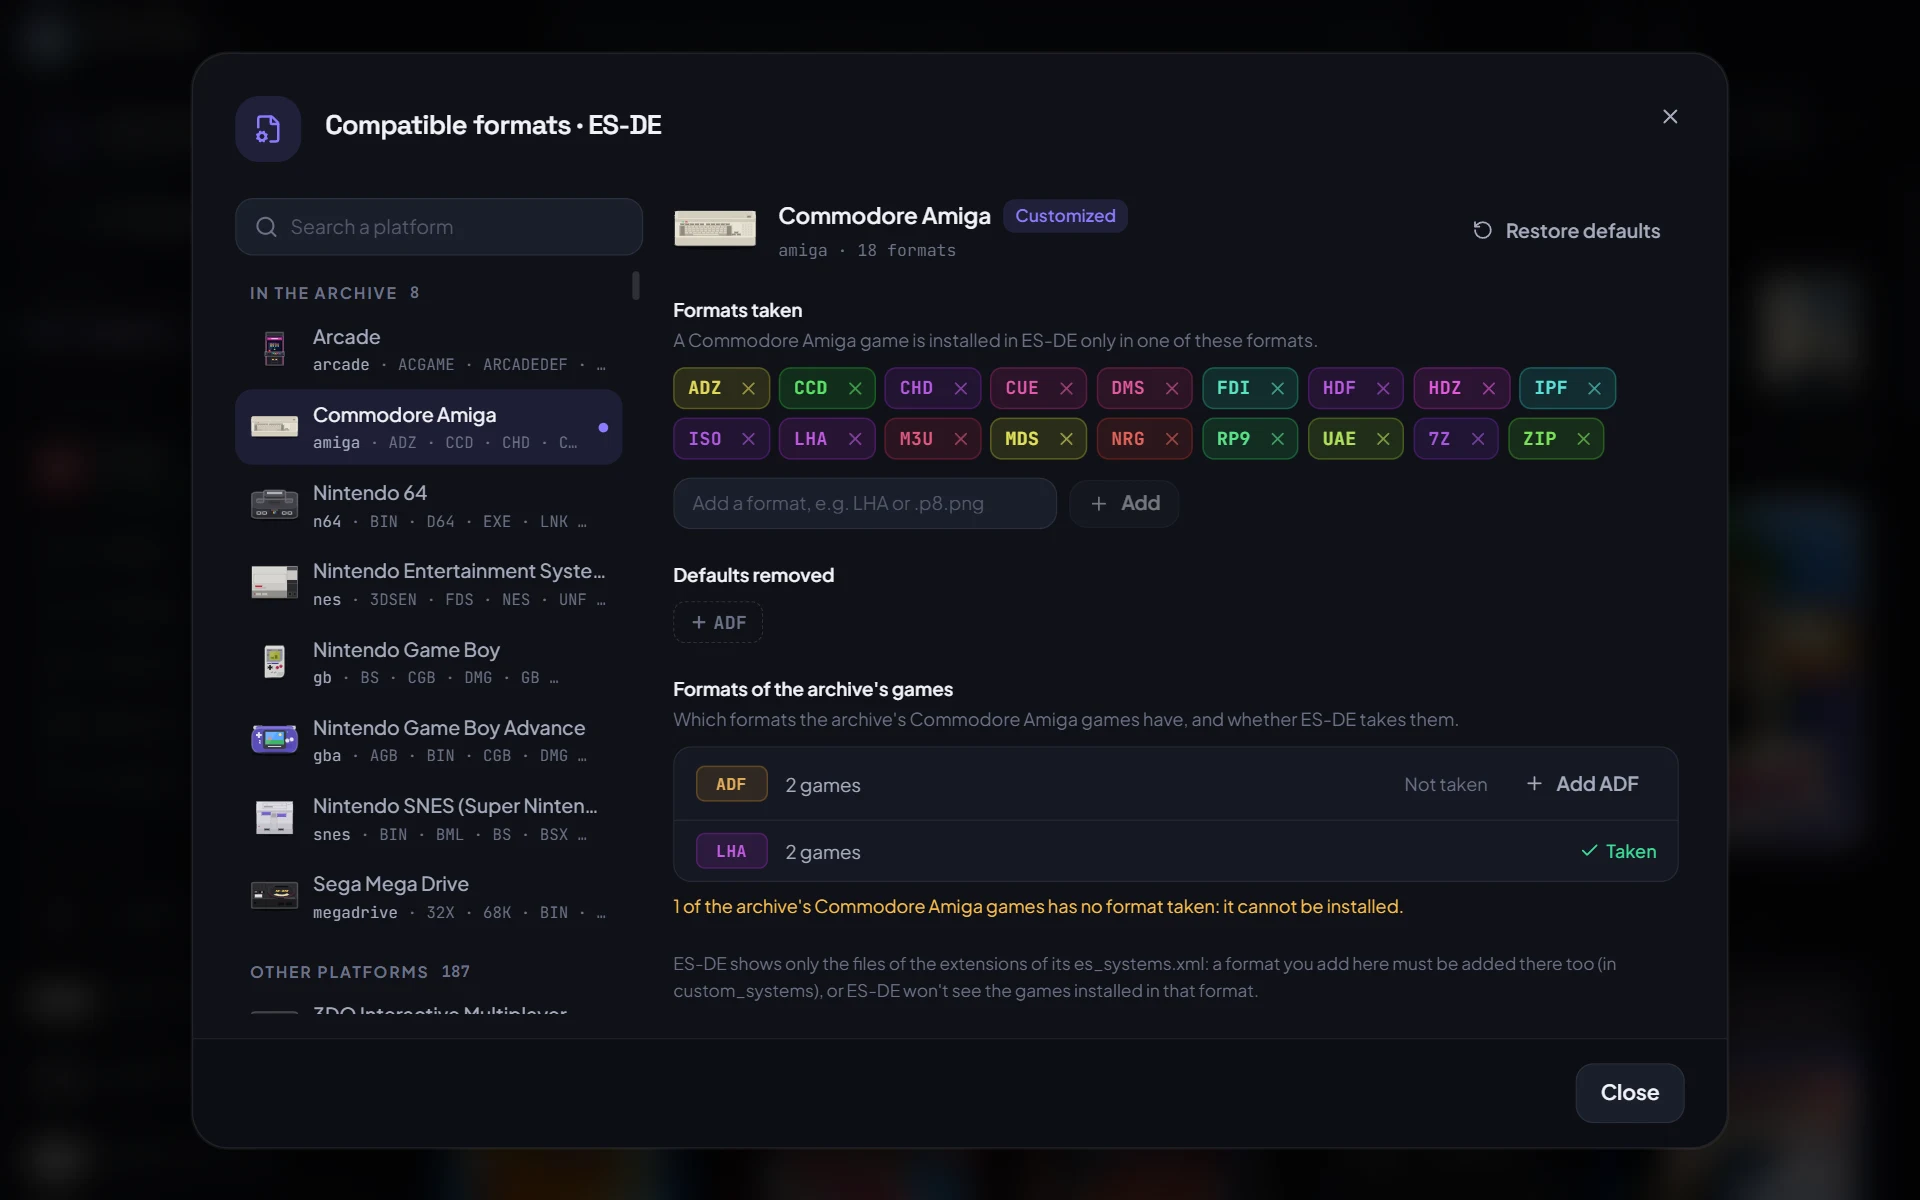 Compatible formats · ES-DE
Search a platform
IN THE ARCHIVE 8
Arcade
arcade · ACGAME · ARCADEDEF · …
Commodore Amiga
amiga · ADZ · CCD · CHD · C…
Nintendo 64
n64 · BIN · D64 · EXE · LNK …
Nintendo Entertainment Syste…
nes · 3DSEN · FDS · NES · UNF …
Nintendo Game Boy
gb · BS · CGB · DMG · GB …
Nintendo Game Boy Advance
gba · AGB · BIN · CGB · DMG …
Nintendo SNES (Super Ninten…
snes · BIN · BML · BS · BSX …
Sega Mega Drive
megadrive · 32X · 68K · BIN · …
OTHER PLATFORMS 187
3DO Interactive Multiplayer
Commodore Amiga Customized
amiga · 18 formats
Restore defaults
Formats taken
A Commodore Amiga game is installed in ES-DE only in one of these formats.
ADZ CCD CHD CUE DMS FDI HDF HDZ IPF
ISO LHA M3U MDS NRG RP9 UAE 7Z ZIP
Add a format, e.g. LHA or .p8.png
+ Add
Defaults removed
+ ADF
Formats of the archive's games
Which formats the archive's Commodore Amiga games have, and whether ES-DE takes them.
ADF 2 games Not taken + Add ADF
LHA 2 games Taken
1 of the archive's Commodore Amiga games has no format taken: it cannot be installed.
ES-DE shows only the files of the extensions of its es_systems.xml: a format you add here must be added there too (in
custom_systems), or ES-DE won't see the games installed in that format.
Close